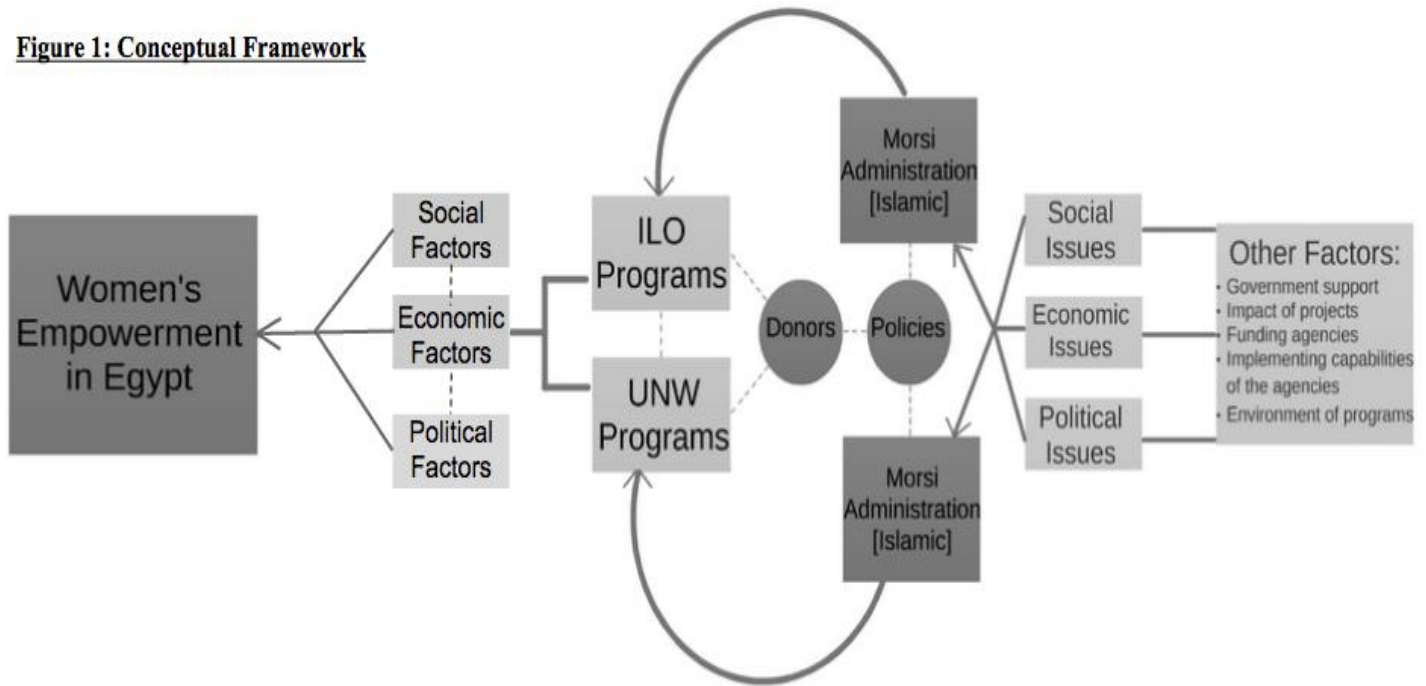 Figure 1: Conceptual Framework
Women's
Empowerment
in Egypt
Social
Factors
Economic
Factors
Political
Factors
ILO
Programs
UNW
Programs
Donors
Policies
Morsi
Administration
[Islamic]
Morsi
Administration
[Islamic]
Social
Issues
Economic
Issues
Political
Issues
Other Factors:
• Government support
• Impact of projects
• Funding agencies
• Implementing capabilities
of the agencies
• Environment of programs